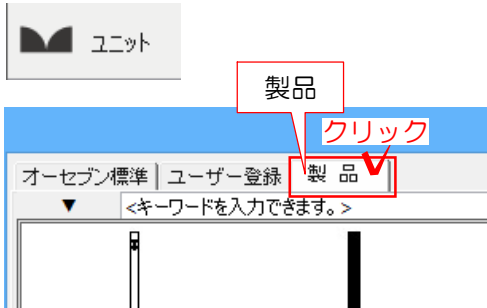 ユニット
製品
クリック
オーセブン標準 ユーザー登録 製 品
▼ <キーワードを入力できます。>